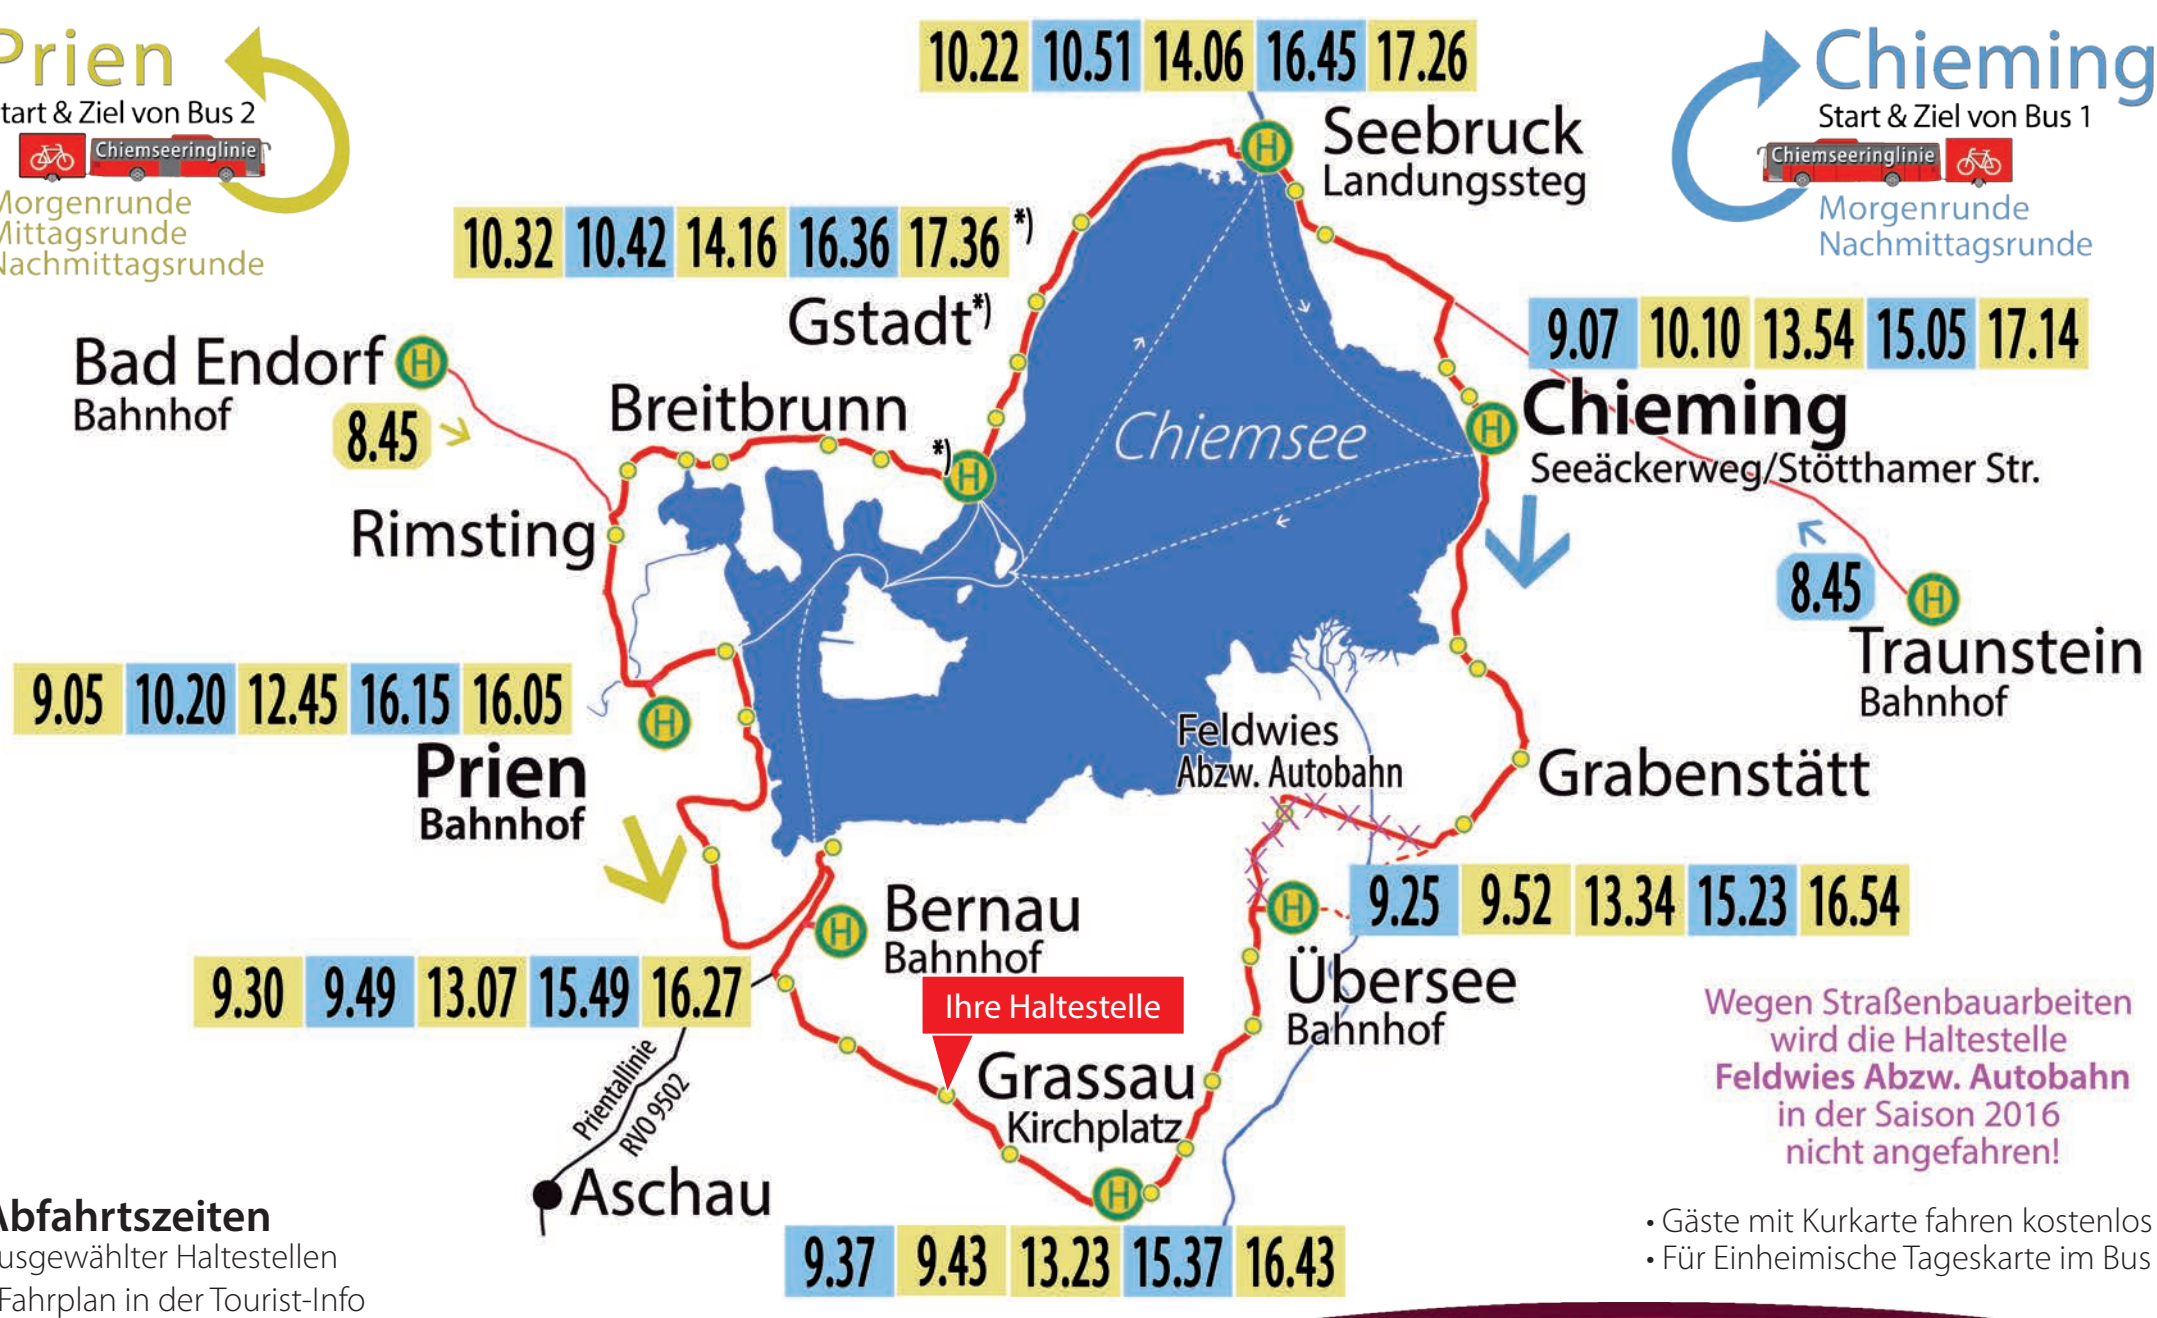 Prien
Start & Ziel von Bus 2
Chiemseeringlinie
Morgenrunde
Mittagsrunde
Nachmittagsrunde
10.22 10.51 14.06 16.45 17.26
Seebruck
Landungssteg
Chieming
Start & Ziel von Bus 1
Chiemseeringlinie
Morgenrunde
Nachmittagsrunde
10.32 10.42 14.16 16.36 17.36 *)
Gstadt*)
9.07 10.10 13.54 15.05 17.14
Chieming
Seeäckerweg/Stötthamer Str.
Bad Endorf H
Bahnhof
8.45
Breitbrunn
*)
H
H
H
Chiemsee
Rimsting
8.45
H
Traunstein
Bahnhof
9.05 10.20 12.45 16.15 16.05
H
Prien
Bahnhof
Feldwies
Abzw. Autobahn
Grabenstätt
H
Bernau
Bahnhof
9.30 9.49 13.07 15.49 16.27
9.25 9.52 13.34 15.23 16.54
H
Übersee
Bahnhof
Ihre Haltestelle
Grassau
Kirchplatz
H
Prientallinie
RVO 9502
Aschau
Wegen Straßenbauarbeiten
wird die Haltestelle
Feldwies Abzw. Autobahn
in der Saison 2016
nicht angefahren!
Abfahrtszeiten
ausgewählter Haltestellen
Fahrplan in der Tourist-Info
9.37 9.43 13.23 15.37 16.43
• Gäste mit Kurkarte fahren kostenlos
• Für Einheimische Tageskarte im Bus